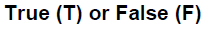 True (T) or False (F)